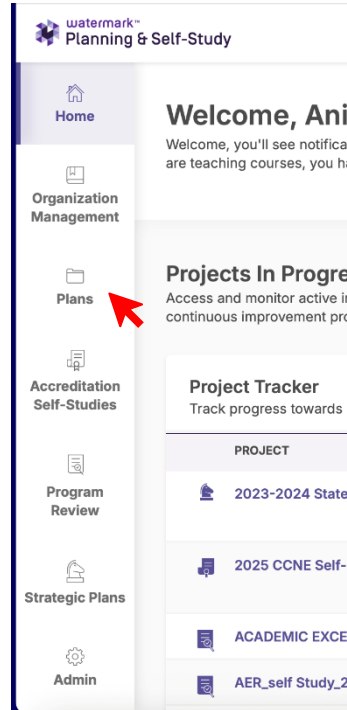 watermark™
Planning & Self-Study
Home
Organization
Management
Plans
Accreditation
Self-Studies
Program
Review
Strategic Plans
Admin
Welcome, Ani
Welcome, you'll see notifica
are teaching courses, you ha
Projects In Progre
Access and monitor active i
continuous improvement pro
Project Tracker
Track progress towards
PROJECT
2023-2024 State
2025 CCNE Self-
ACADEMIC EXCE
AER_self Study_2